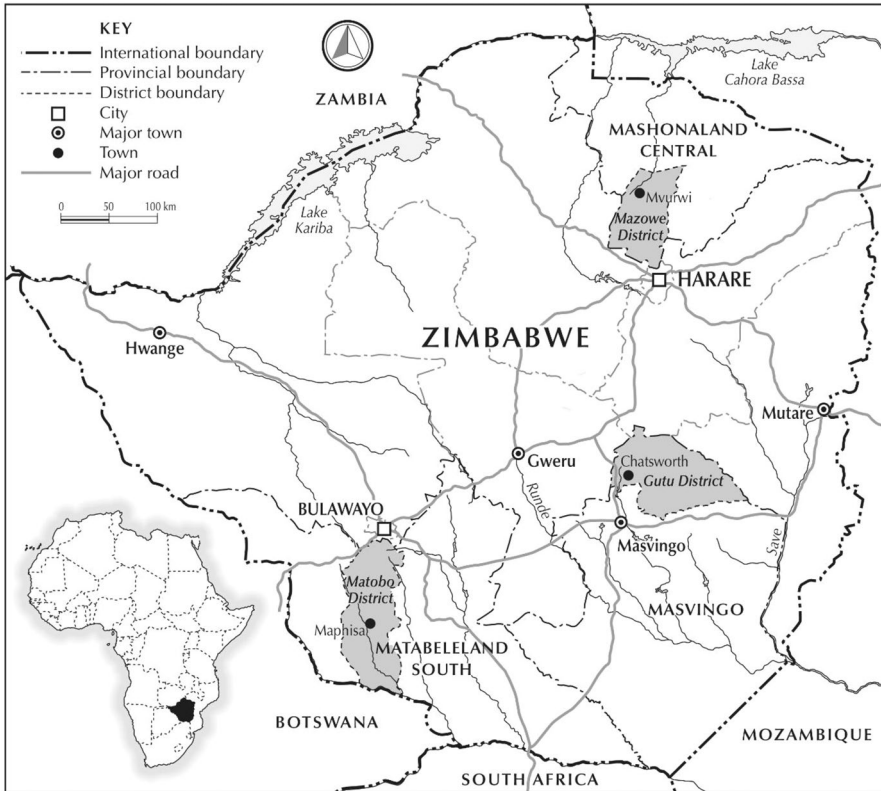 KEY
International boundary
Provincial boundary
District boundary
City
Major town
Town
Major road
0 50 100 km
ZAMBIA
Lake
Cahora Bassa
MASHONALAND
CENTRAL
Mvurwi
Mazowe
District
Lake
Kariba
HARARE
ZIMBABWE
Hwange
Mutare
Gweru
Chatsworth
Gutu District
Runde
BULAWAYO
Masvingo
Save
Matobo
District
MASVINGO
Maphisa
MATABELELAND
SOUTH
BOTSWANA
MOZAMBIQUE
SOUTH AFRICA